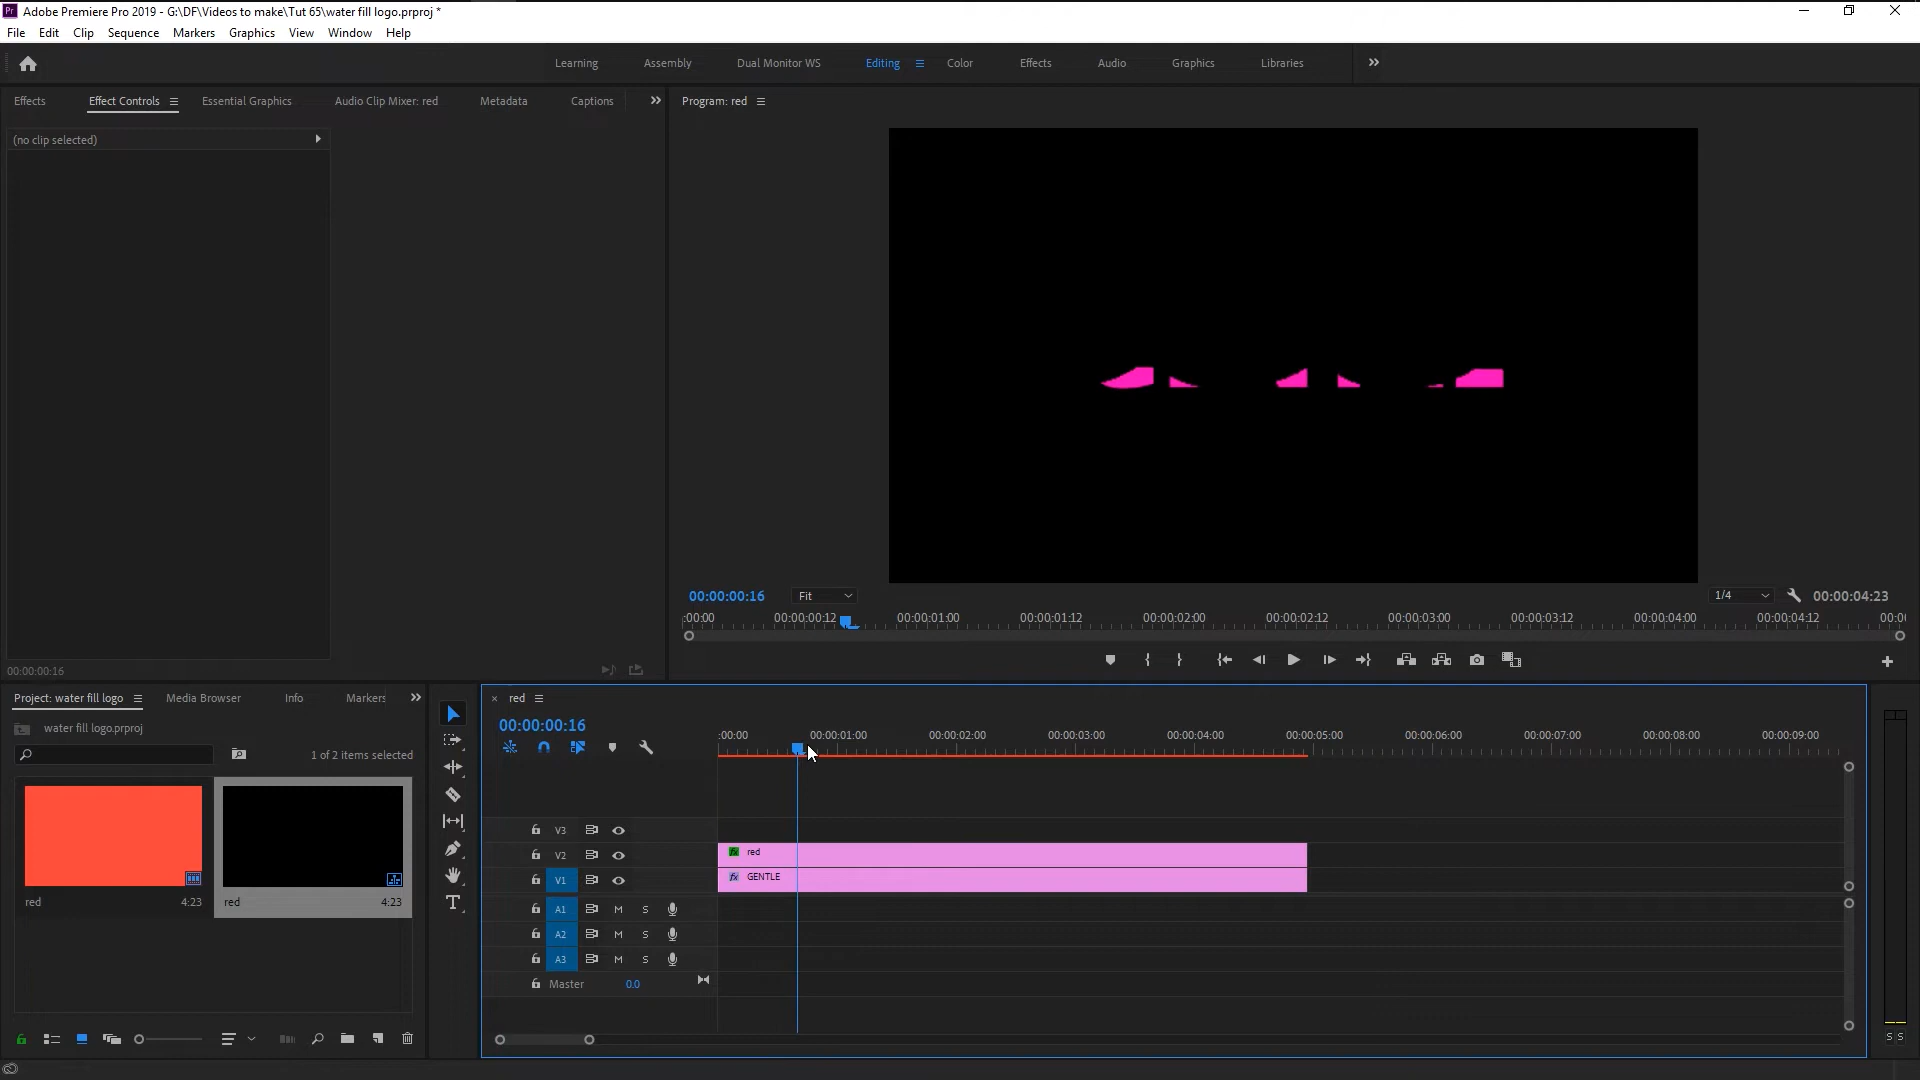 Pr Adobe Premiere Pro 2019 - G:\DF\Videos to make\Tut 65\water fill logo.prproj *
File Edit Clip Sequence Markers Graphics View Window Help
Learning Assembly Dual Monitor WS Editing Color Effects Audio Graphics Libraries
Effects Effect Controls Essential Graphics Audio Clip Mixer: red Metadata Captions
Program: red
(no clip selected)
00:00:00:16 Fit 1/4 00:00:04:23
:00:00 00:00:00:12 00:00:01:00 00:00:01:12 00:00:02:00 00:00:02:12 00:00:03:00 00:00:03:12 00:00:04:00 00:00:04:12 00:0
00:00:00:16
Project: water fill logo Media Browser Info Markers
water fill logo.prproj
1 of 2 items selected
red 4:23
red 4:23
× red
00:00:00:16
:00:00 00:00:01:00 00:00:02:00 00:00:03:00 00:00:04:00 00:00:05:00 00:00:06:00 00:00:07:00 00:00:08:00 00:00:09:00
V3
V2 fx red
V1 fx GENTLE
A1 M S
A2 M S
A3 M S
Master 0.0
T
S S